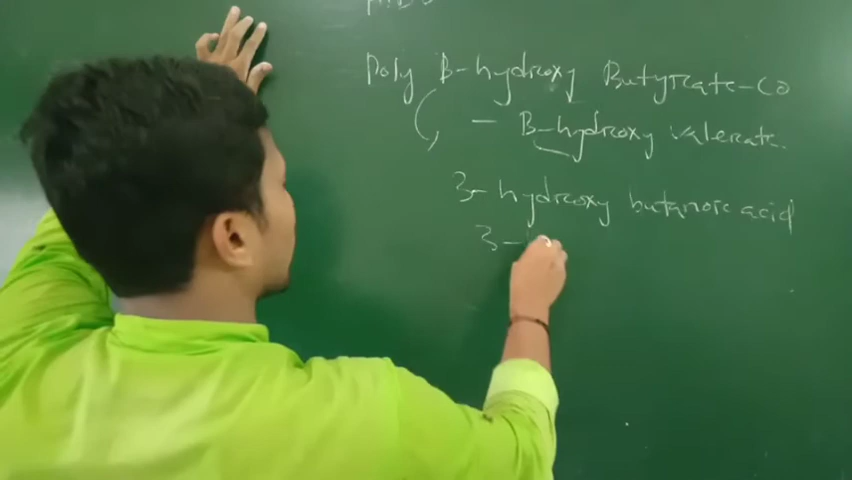 Poly B-hydroxy Butyrate-Co
- B-hydroxy valerate.
3-hydroxy butanoic acid
3-